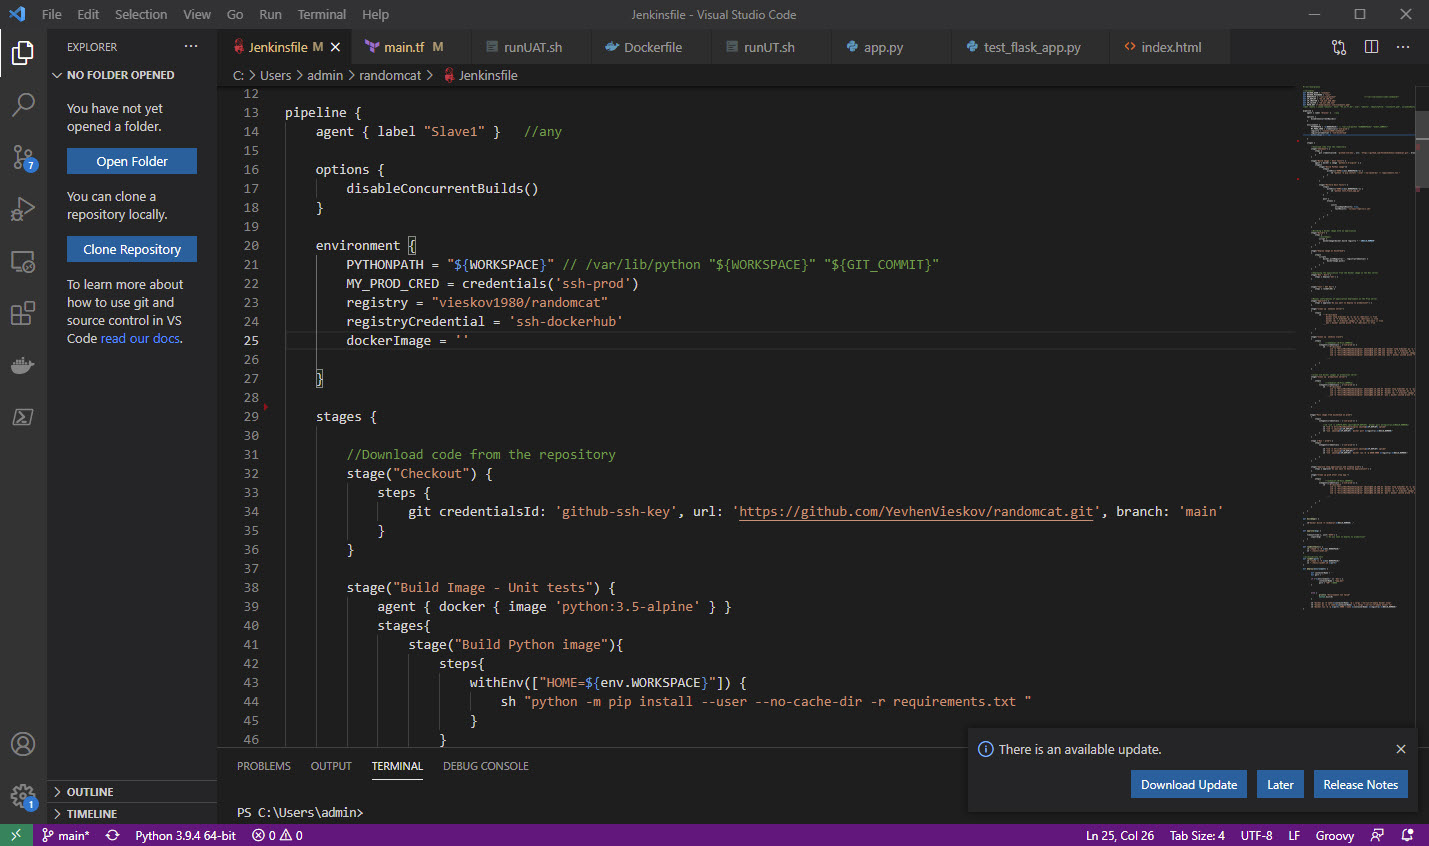 File Edit Selection View Go Run Terminal Help
Jenkinsfile - Visual Studio Code
EXPLORER
NO FOLDER OPENED
You have not yet
opened a folder.
Open Folder
You can clone a
repository locally.
Clone Repository
To learn more about
how to use git and
source control in VS
Code read our docs.
OUTLINE
TIMELINE
7
1
Jenkinsfile M
main.tf M
runUAT.sh
Dockerfile
runUT.sh
app.py
test_flask_app.py
index.html
C: > Users > admin > randomcat > Jenkinsfile
12
13 pipeline {
14 agent { label "Slave1" } //any
15
16 options {
17 disableConcurrentBuilds()
18 }
19
20 environment {
21 PYTHONPATH = "${WORKSPACE}" // /var/lib/python "${WORKSPACE}" "${GIT_COMMIT}"
22 MY_PROD_CRED = credentials('ssh-prod')
23 registry = "vieskov1980/randomcat"
24 registryCredential = 'ssh-dockerhub'
25 dockerImage = ''
26
27 }
28
29 stages {
30
31 //Download code from the repository
32 stage("Checkout") {
33 steps {
34 git credentialsId: 'github-ssh-key', url: 'https://github.com/YevhenVieskov/randomcat.git', branch: 'main'
35 }
36 }
37
38 stage("Build Image - Unit tests") {
39 agent { docker { image 'python:3.5-alpine' } }
40 stages{
41 stage("Build Python image"){
42 steps{
43 withEnv(["HOME=${env.WORKSPACE}"]) {
44 sh "python -m pip install --user --no-cache-dir -r requirements.txt "
45 }
46 }
PROBLEMS OUTPUT TERMINAL DEBUG CONSOLE
PS C:\Users\admin>
There is an available update.
Download Update
Later
Release Notes
main* Python 3.9.4 64-bit 0 0
Ln 25, Col 26 Tab Size: 4 UTF-8 LF Groovy